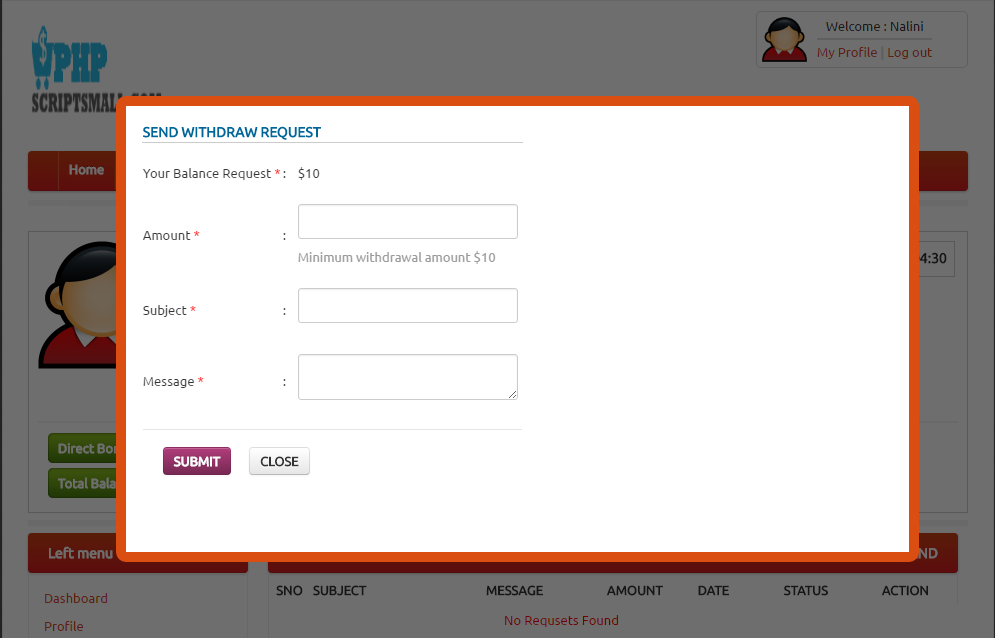 Welcome : Nalini
My Profile | Log out
PHP
SCRIPTSMALL.COM
Home
SEND WITHDRAW REQUEST
Your Balance Request * : $10
4:30
Amount * :
Minimum withdrawal amount $10
Subject * :
Message * :
Direct Bo
SUBMIT CLOSE
Total Bala
Left menu
ND
SNO SUBJECT MESSAGE AMOUNT DATE STATUS ACTION
Dashboard
No Requsets Found
Profile